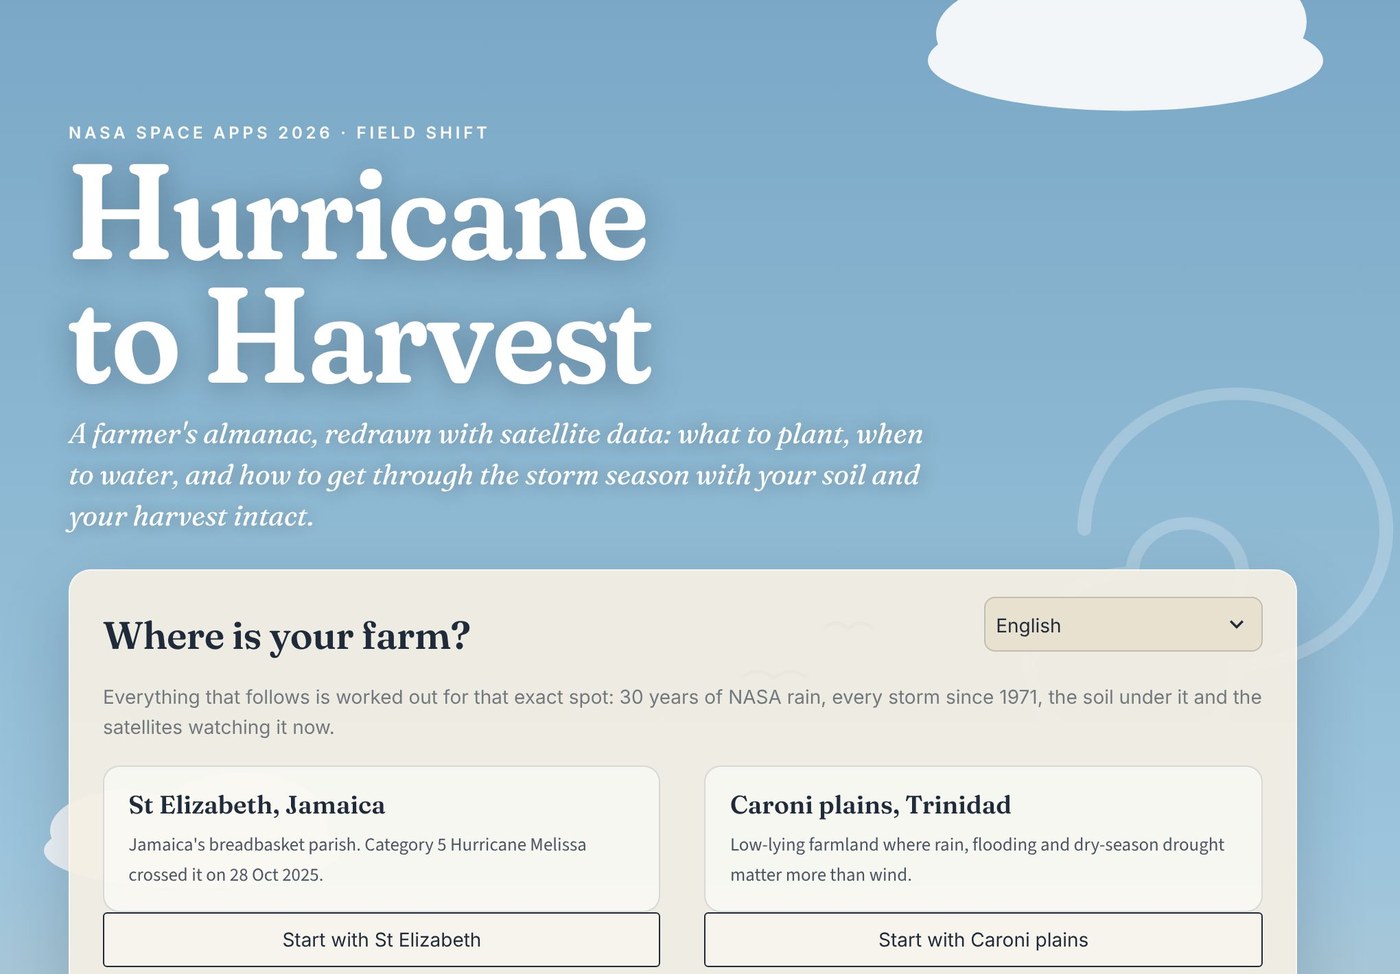 NASA SPACE APPS 2026 · FIELD SHIFT
Hurricane
to Harvest
A farmer's almanac, redrawn with satellite data: what to plant, when
to water, and how to get through the storm season with your soil and
your harvest intact.
Where is your farm?
English
Everything that follows is worked out for that exact spot: 30 years of NASA rain, every storm since 1971, the soil under it and the
satellites watching it now.
St Elizabeth, Jamaica
Jamaica's breadbasket parish. Category 5 Hurricane Melissa
crossed it on 28 Oct 2025.
Start with St Elizabeth
Caroni plains, Trinidad
Low-lying farmland where rain, flooding and dry-season drought
matter more than wind.
Start with Caroni plains